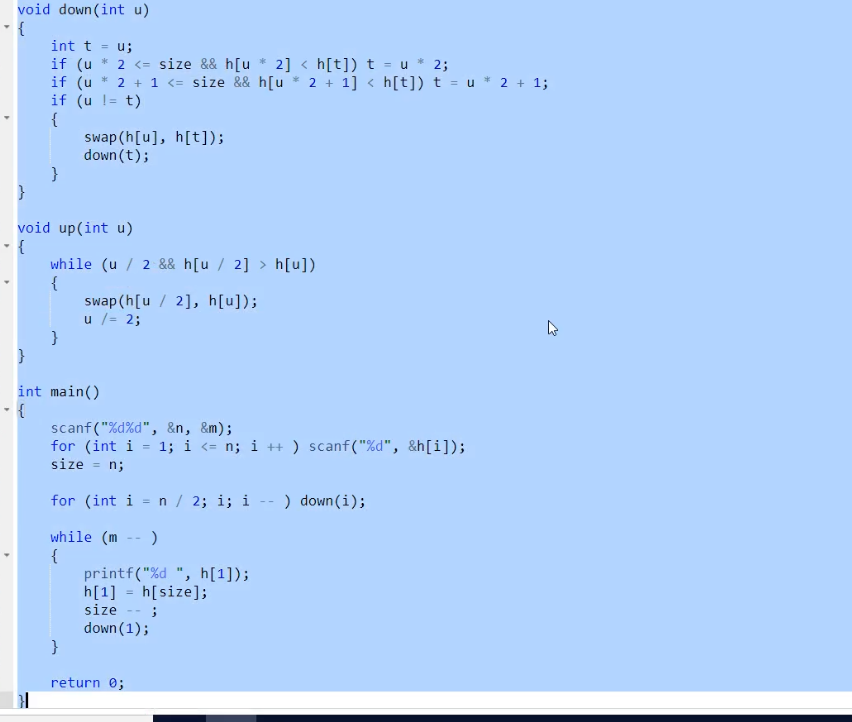 void down(int u)
{
    int t = u;
    if (u * 2 <= size && h[u * 2] < h[t]) t = u * 2;
    if (u * 2 + 1 <= size && h[u * 2 + 1] < h[t]) t = u * 2 + 1;
    if (u != t)
    {
        swap(h[u], h[t]);
        down(t);
    }
}

void up(int u)
{
    while (u / 2 && h[u / 2] > h[u])
    {
        swap(h[u / 2], h[u]);
        u /= 2;
    }
}

int main()
{
    scanf("%d%d", &n, &m);
    for (int i = 1; i <= n; i ++ ) scanf("%d", &h[i]);
    size = n;

    for (int i = n / 2; i; i -- ) down(i);

    while (m -- )
    {
        printf("%d ", h[1]);
        h[1] = h[size];
        size -- ;
        down(1);
    }

    return 0;
}